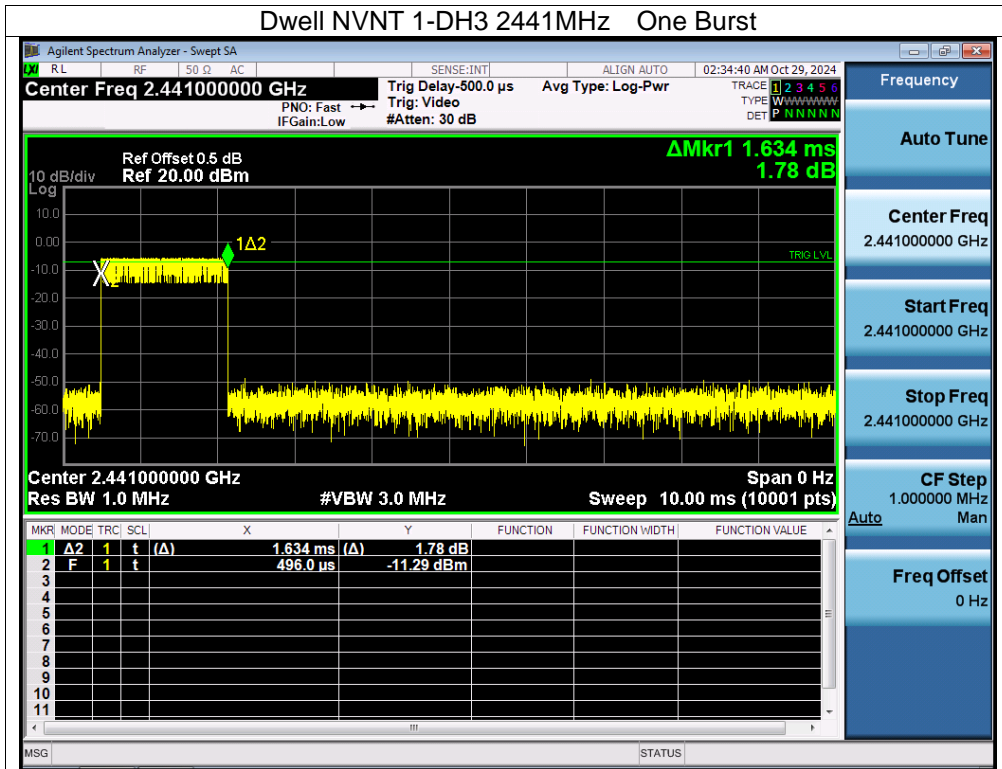 Dwell NVNT 1-DH3 2441MHz One Burst
Agilent Spectrum Analyzer - Swept SA
LXI RL RF 50 Ω AC SENSE:INT ALIGN AUTO 02:34:40 AM Oct 29, 2024
Center Freq 2.441000000 GHz
PNO: Fast
IFGain:Low
Trig Delay-500.0 µs
Trig: Video
#Atten: 30 dB
Avg Type: Log-Pwr
TRACE 1 2 3 4 5 6
TYPE WWWWWW
DET P N N N N N
Frequency
Auto Tune
Center Freq
2.441000000 GHz
Start Freq
2.441000000 GHz
Stop Freq
2.441000000 GHz
CF Step
1.000000 MHz
Auto Man
Freq Offset
0 Hz
ΔMkr1 1.634 ms
1.78 dB
Ref Offset 0.5 dB
10 dB/div Ref 20.00 dBm
Log
10.0
0.00
-10.0
-20.0
-30.0
-40.0
-50.0
-60.0
-70.0
1Δ2
X2
TRIG LVL
Center 2.441000000 GHz Span 0 Hz
Res BW 1.0 MHz #VBW 3.0 MHz Sweep 10.00 ms (10001 pts)
MKR MODE TRC SCL X Y FUNCTION FUNCTION WIDTH FUNCTION VALUE
1 Δ2 1 t (Δ) 1.634 ms (Δ) 1.78 dB
2 F 1 t 496.0 µs -11.29 dBm
3
4
5
6
7
8
9
10
11
MSG STATUS